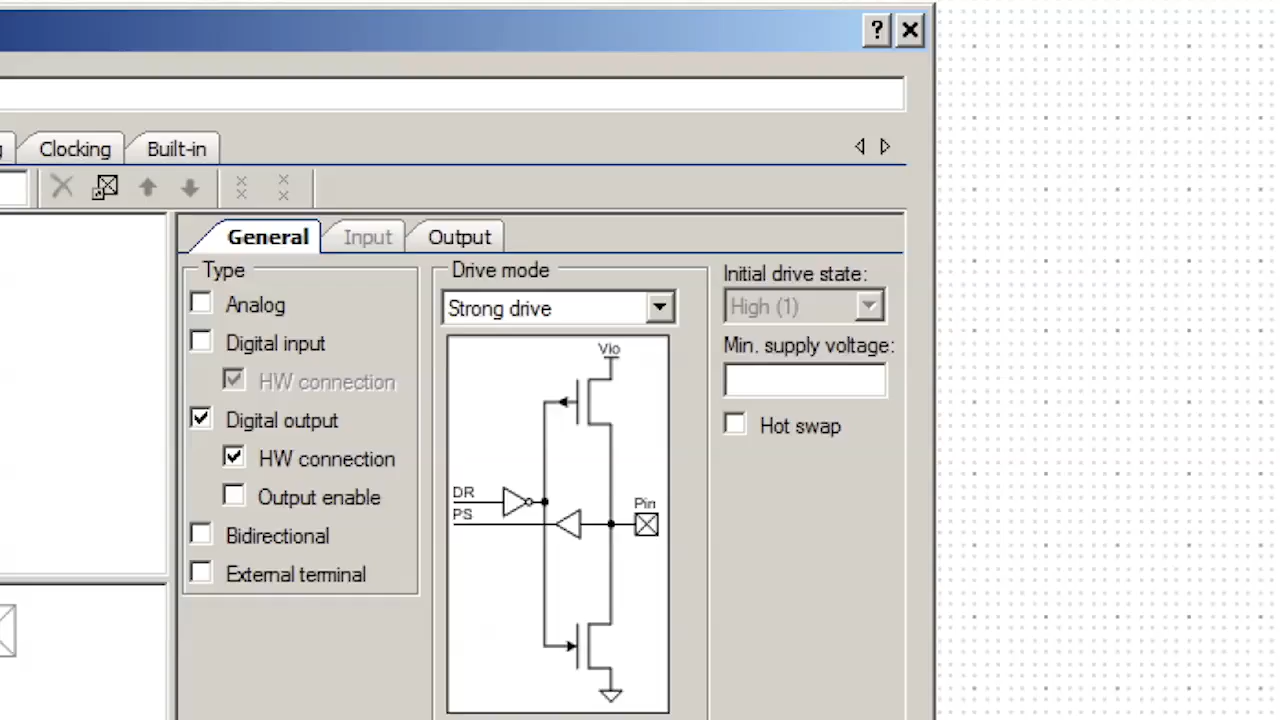 Clocking
Built-in
General
Input
Output
Type
Analog
Digital input
HW connection
Digital output
HW connection
Output enable
Bidirectional
External terminal
Drive mode
Strong drive
Vio
DR
PS
Pin
Initial drive state:
High (1)
Min. supply voltage:
Hot swap